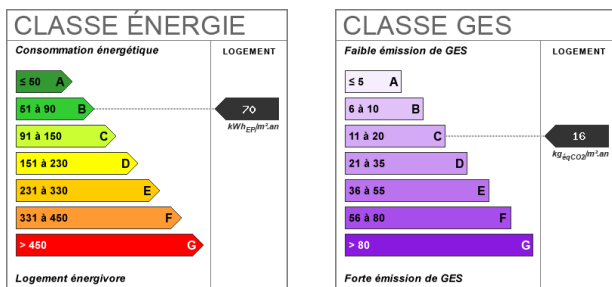 CLASSE ÉNERGIE
Consommation énergétique
LOGEMENT
≤ 50 A
51 à 90 B
70
kWhEP/m².an
91 à 150 C
151 à 230 D
231 à 330 E
331 à 450 F
> 450 G
Logement énergivore
CLASSE GES
Faible émission de GES
LOGEMENT
≤ 5 A
6 à 10 B
11 à 20 C
16
kgéqCO2/m².an
21 à 35 D
36 à 55 E
56 à 80 F
> 80 G
Forte émission de GES